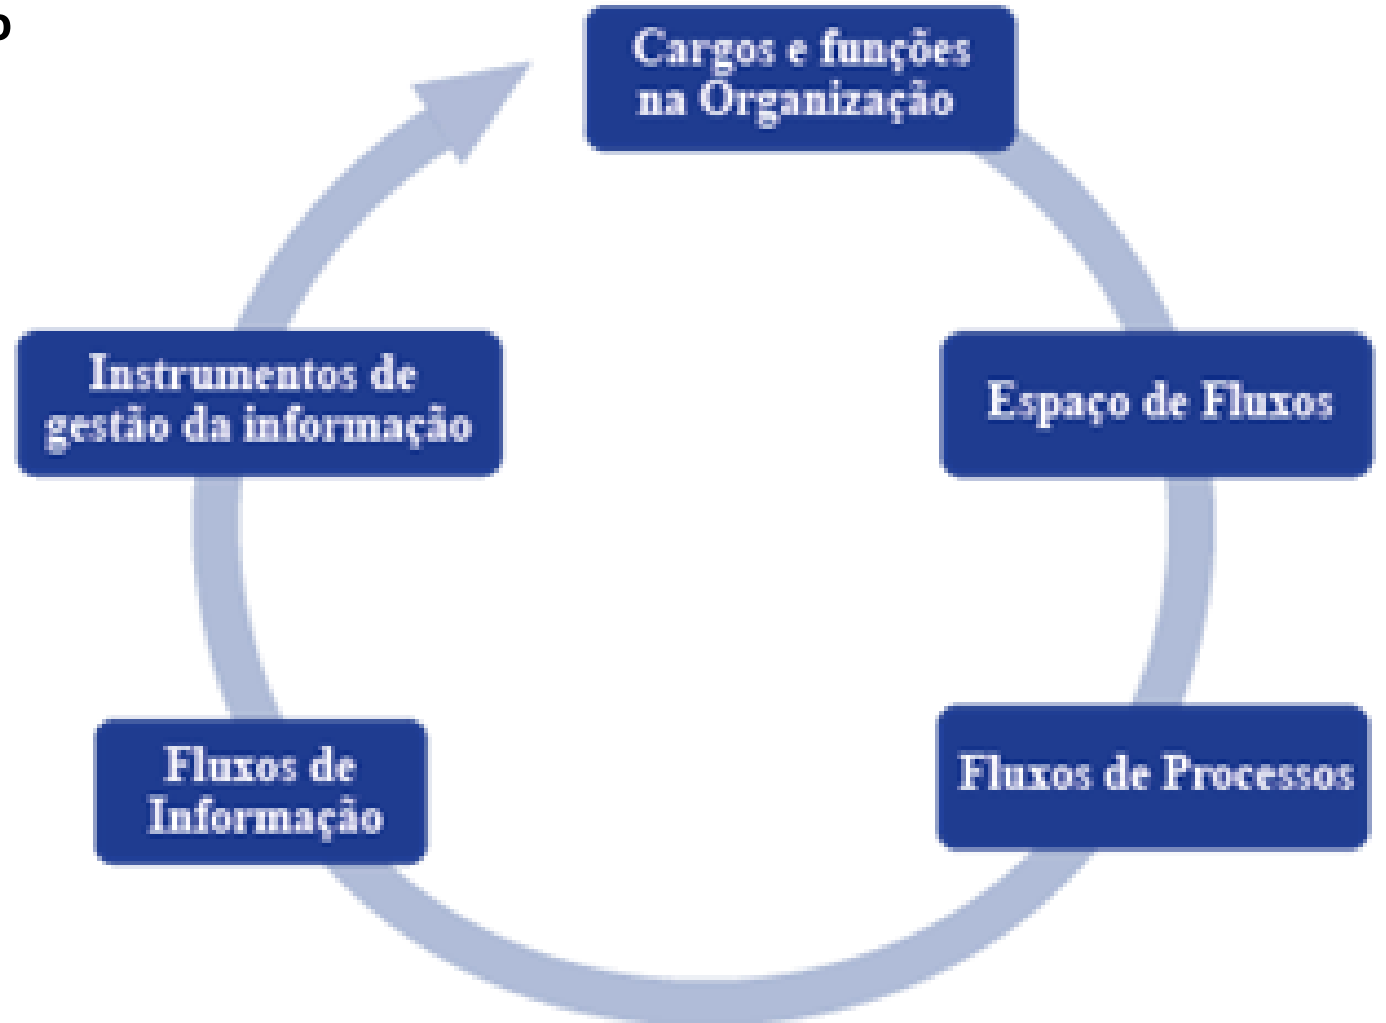 o
Cargos e funções
na Organização
Espaço de Fluxos
Fluxos de Processos
Fluxos de
Informação
Instrumentos de
gestão da informação